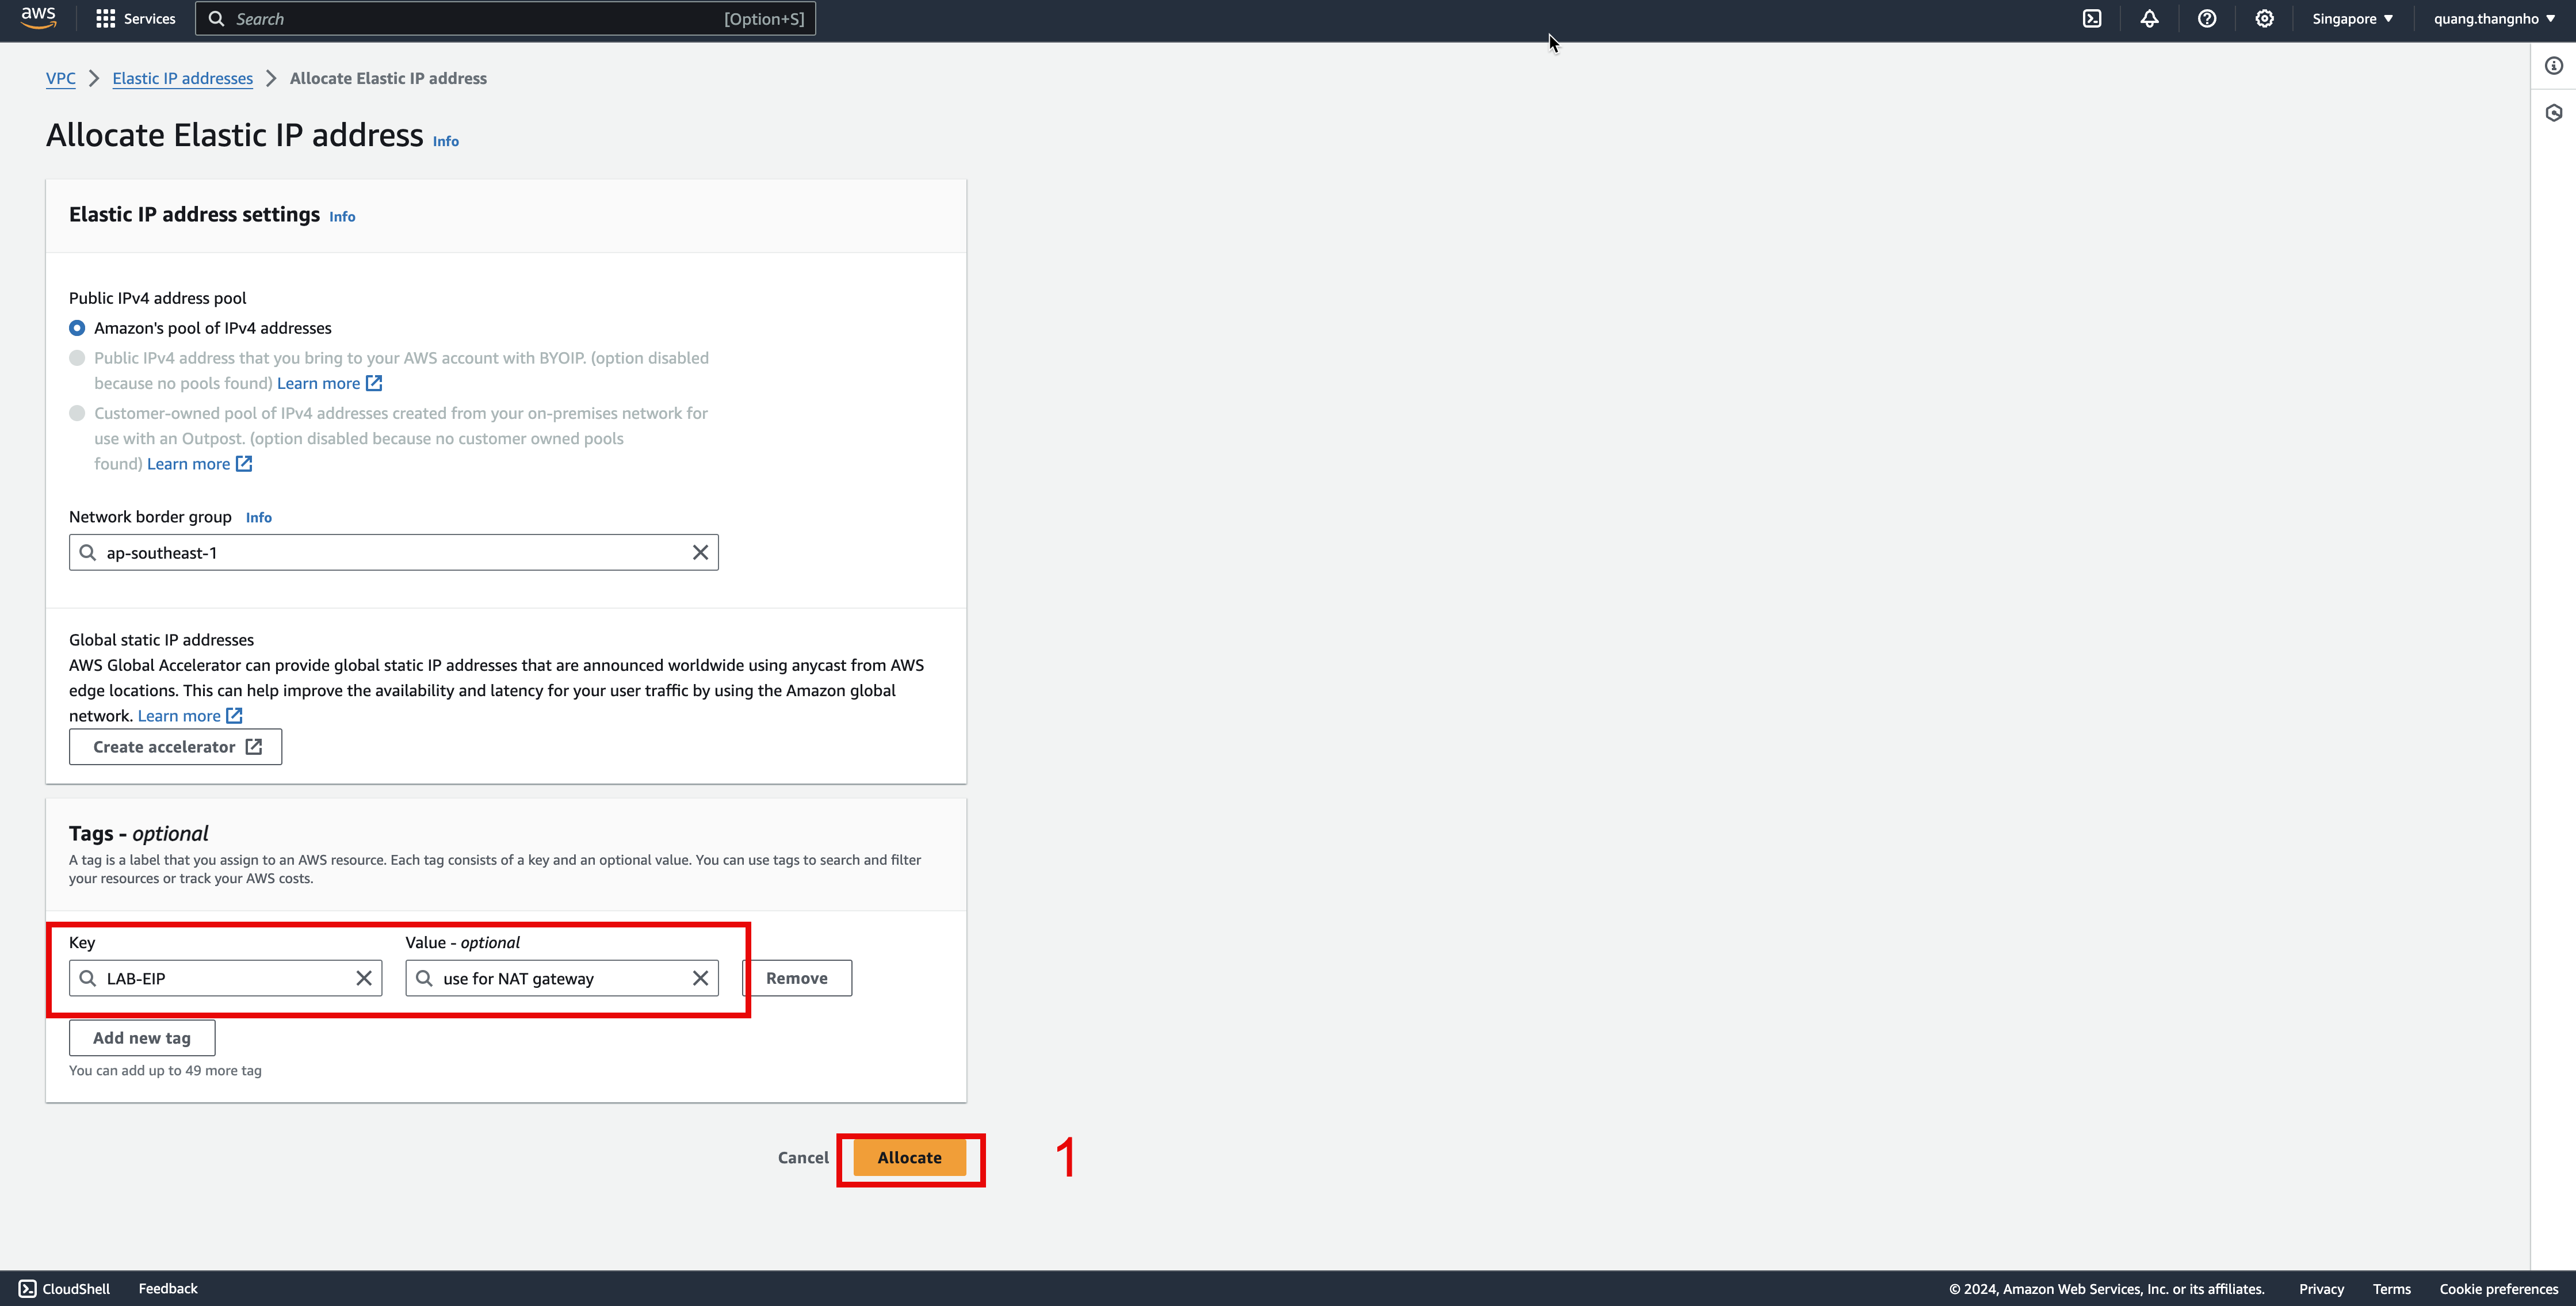 aws
Services
Search
[Option+S]
Singapore
quang.thangnho
VPC
Elastic IP addresses
Allocate Elastic IP address
Allocate Elastic IP address Info
Elastic IP address settings Info
Public IPv4 address pool
Amazon's pool of IPv4 addresses
Public IPv4 address that you bring to your AWS account with BYOIP. (option disabled
because no pools found) Learn more
Customer-owned pool of IPv4 addresses created from your on-premises network for
use with an Outpost. (option disabled because no customer owned pools
found) Learn more
Network border group Info
ap-southeast-1
Global static IP addresses
AWS Global Accelerator can provide global static IP addresses that are announced worldwide using anycast from AWS
edge locations. This can help improve the availability and latency for your user traffic by using the Amazon global
network. Learn more
Create accelerator
Tags - optional
A tag is a label that you assign to an AWS resource. Each tag consists of a key and an optional value. You can use tags to search and filter
your resources or track your AWS costs.
Key
Value - optional
LAB-EIP
use for NAT gateway
Remove
Add new tag
You can add up to 49 more tag
Cancel
Allocate
1
CloudShell
Feedback
© 2024, Amazon Web Services, Inc. or its affiliates.
Privacy
Terms
Cookie preferences